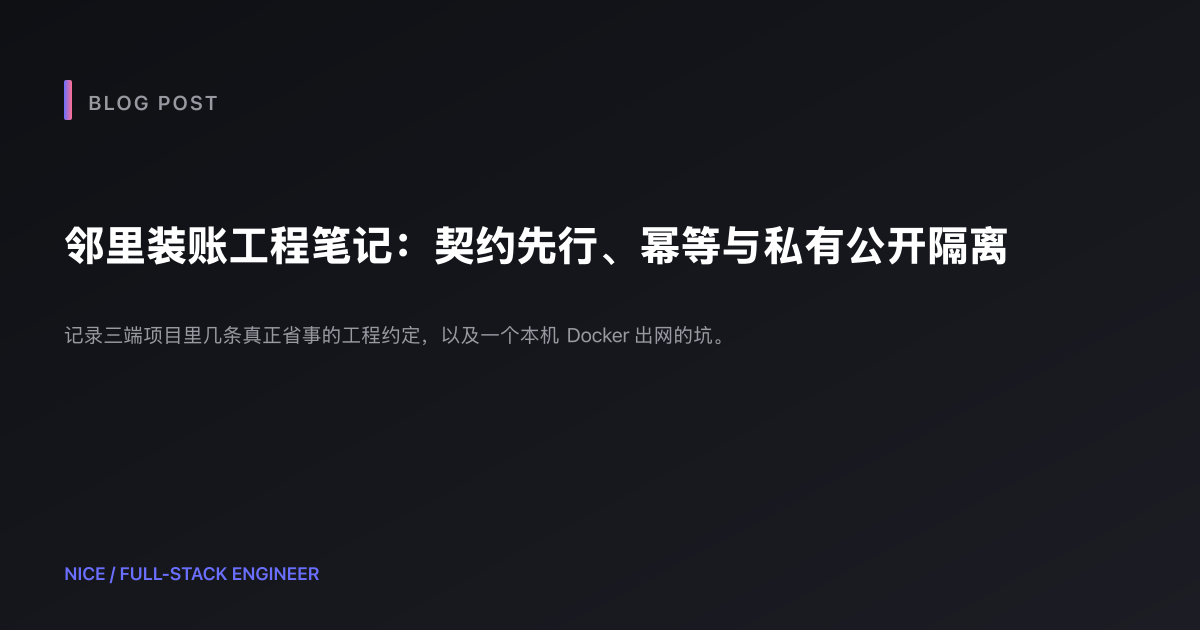 BLOG POST
邻里装账工程笔记：契约先行、幂等与私有公开隔离
记录三端项目里几条真正省事的工程约定，以及一个本机 Docker 出网的坑。
NICE / FULL-STACK ENGINEER